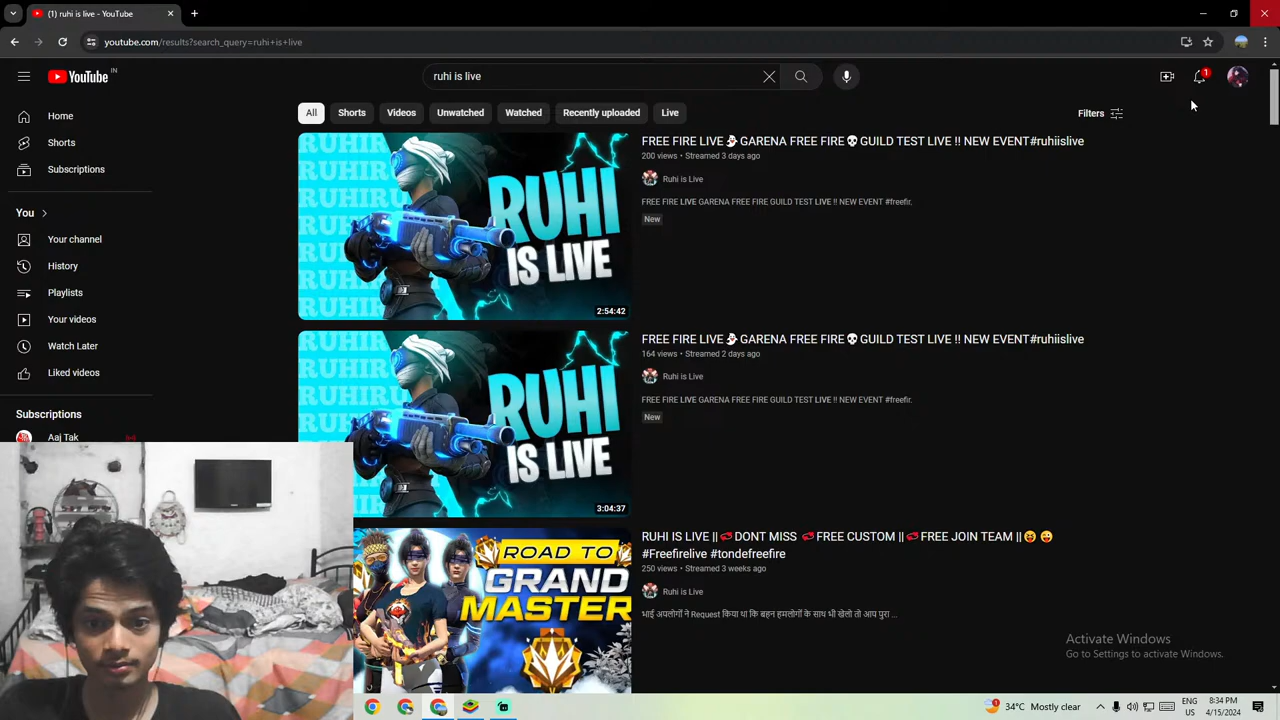 (1) ruhi is live - YouTube
youtube.com/results?search_query=ruhi+is+live
YouTube IN
ruhi is live
1
All
Shorts
Videos
Unwatched
Watched
Recently uploaded
Live
Filters
Home
Shorts
Subscriptions
You
Your channel
History
Playlists
Your videos
Watch Later
Liked videos
Subscriptions
Aaj Tak
RUHI
IS LIVE
2:54:42
FREE FIRE LIVE👻GARENA FREE FIRE💀GUILD TEST LIVE !! NEW EVENT#ruhiislive
200 views • Streamed 3 days ago
Ruhi is Live
FREE FIRE LIVE GARENA FREE FIRE GUILD TEST LIVE !! NEW EVENT #freefir.
New
RUHI
IS LIVE
3:04:37
FREE FIRE LIVE👻GARENA FREE FIRE💀GUILD TEST LIVE !! NEW EVENT#ruhiislive
164 views • Streamed 2 days ago
Ruhi is Live
FREE FIRE LIVE GARENA FREE FIRE GUILD TEST LIVE !! NEW EVENT #freefir.
New
ROAD TO
GRAND
MASTER
RUHI IS LIVE ||DONT MISS FREE CUSTOM ||FREE JOIN TEAM ||😝😜
#Freefirelive #tondefreefire
250 views • Streamed 3 weeks ago
Ruhi is Live
भाई अपलोगों ने Request किया था कि बहन हमलोगों के साथ भी खेलो तो आप पुरा ...
Activate Windows
Go to Settings to activate Windows.
1
34°C Mostly clear
ENG
US
8:34 PM
4/15/2024